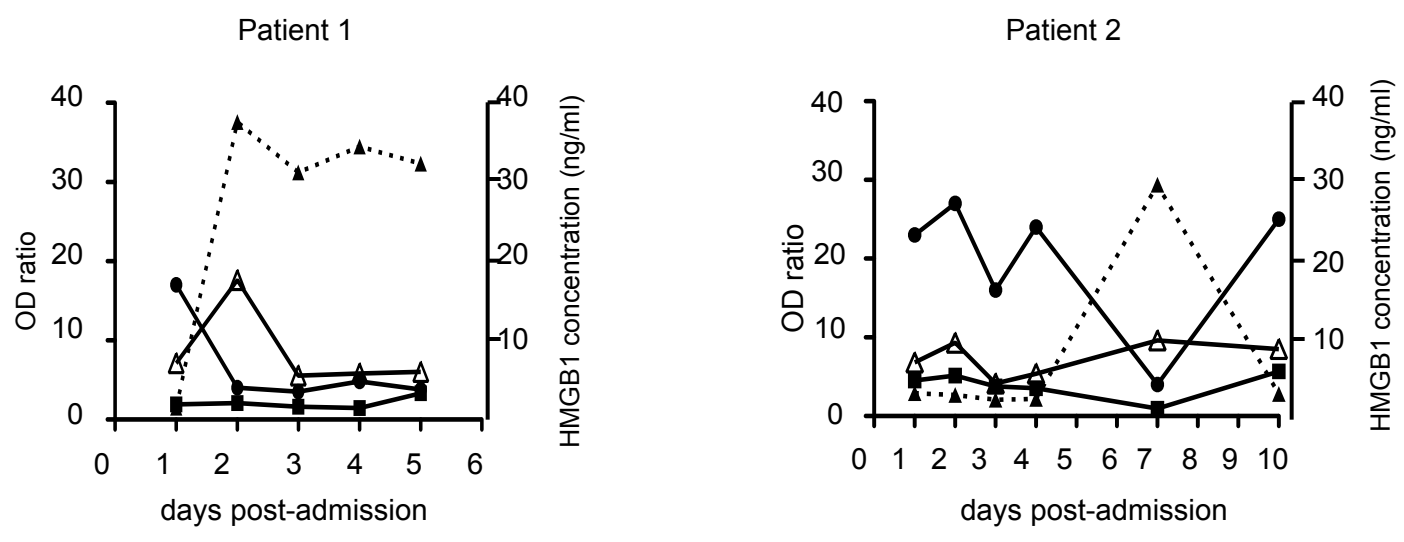 Patient 1
40
30
20
10
0
OD ratio
0 1 2 3 4 5 6
days post-admission
40
30
20
10
HMGB1 concentration (ng/ml)
Patient 2
40
30
20
10
0
OD ratio
0 1 2 3 4 5 6 7 8 9 10
days post-admission
40
30
20
10
HMGB1 concentration (ng/ml)